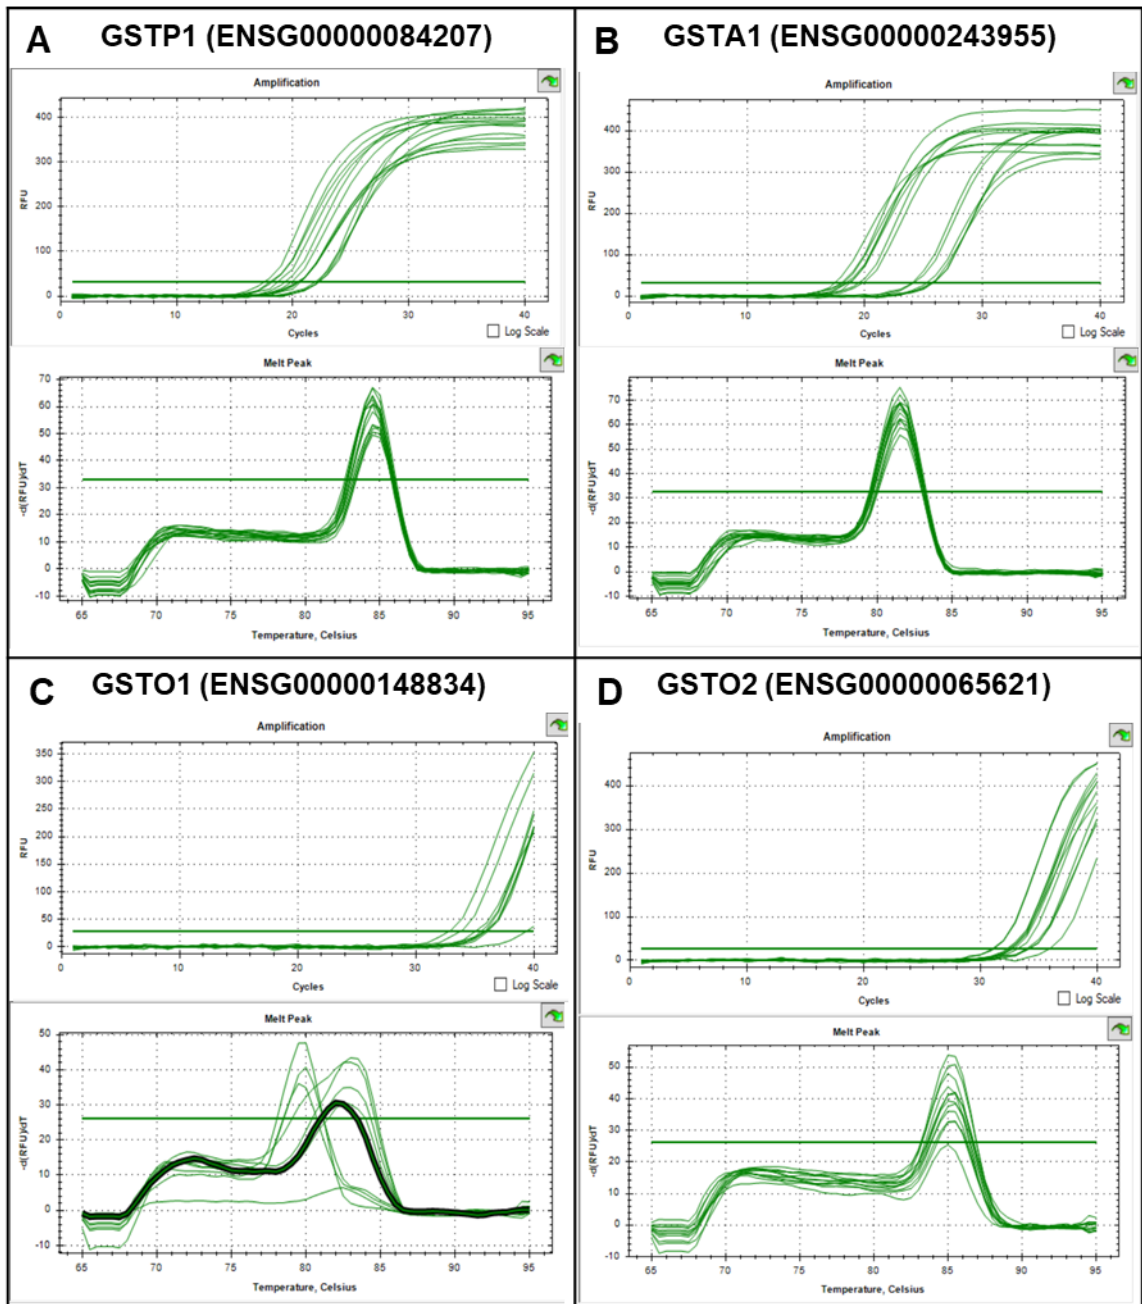 A GSTP1 (ENSG00000084207)
Amplification
400
300
200
100
0
RFU
0 10 20 30 40
Cycles
Log Scale
Melt Peak
70
60
50
40
30
20
10
0
-10
-d(RFU)/dT
65 70 75 80 85 90 95
Temperature, Celsius
B GSTA1 (ENSG00000243955)
Amplification
400
300
200
100
0
RFU
0 10 20 30 40
Cycles
Log Scale
Melt Peak
70
60
50
40
30
20
10
0
-10
-d(RFU)/dT
65 70 75 80 85 90 95
Temperature, Celsius
C GSTO1 (ENSG00000148834)
Amplification
350
300
250
200
150
100
50
0
RFU
0 10 20 30 40
Cycles
Log Scale
Melt Peak
50
40
30
20
10
0
-10
-d(RFU)/dT
65 70 75 80 85 90 95
Temperature, Celsius
D GSTO2 (ENSG00000065621)
Amplification
400
300
200
100
0
RFU
0 10 20 30 40
Cycles
Log Scale
Melt Peak
50
40
30
20
10
0
-10
-d(RFU)/dT
65 70 75 80 85 90 95
Temperature, Celsius